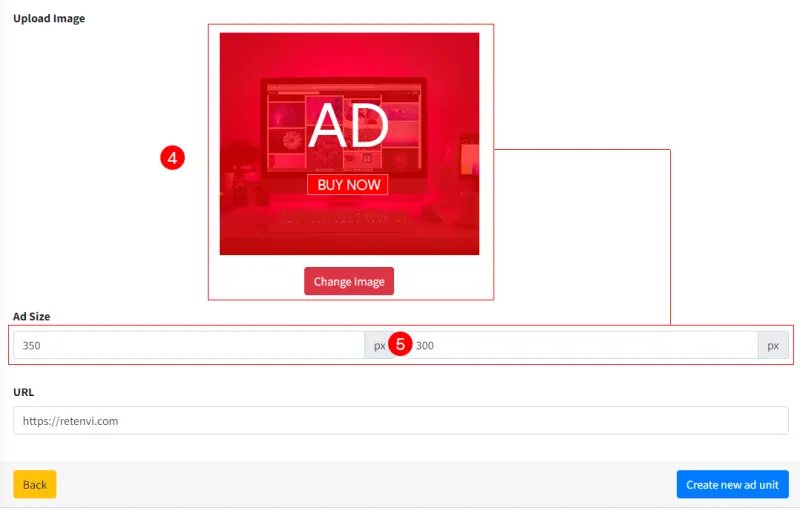 Upload Image
4
AD
BUY NOW
Change Image
Ad Size
350 px 5 300 px
URL
https://retenvi.com
Back Create new ad unit